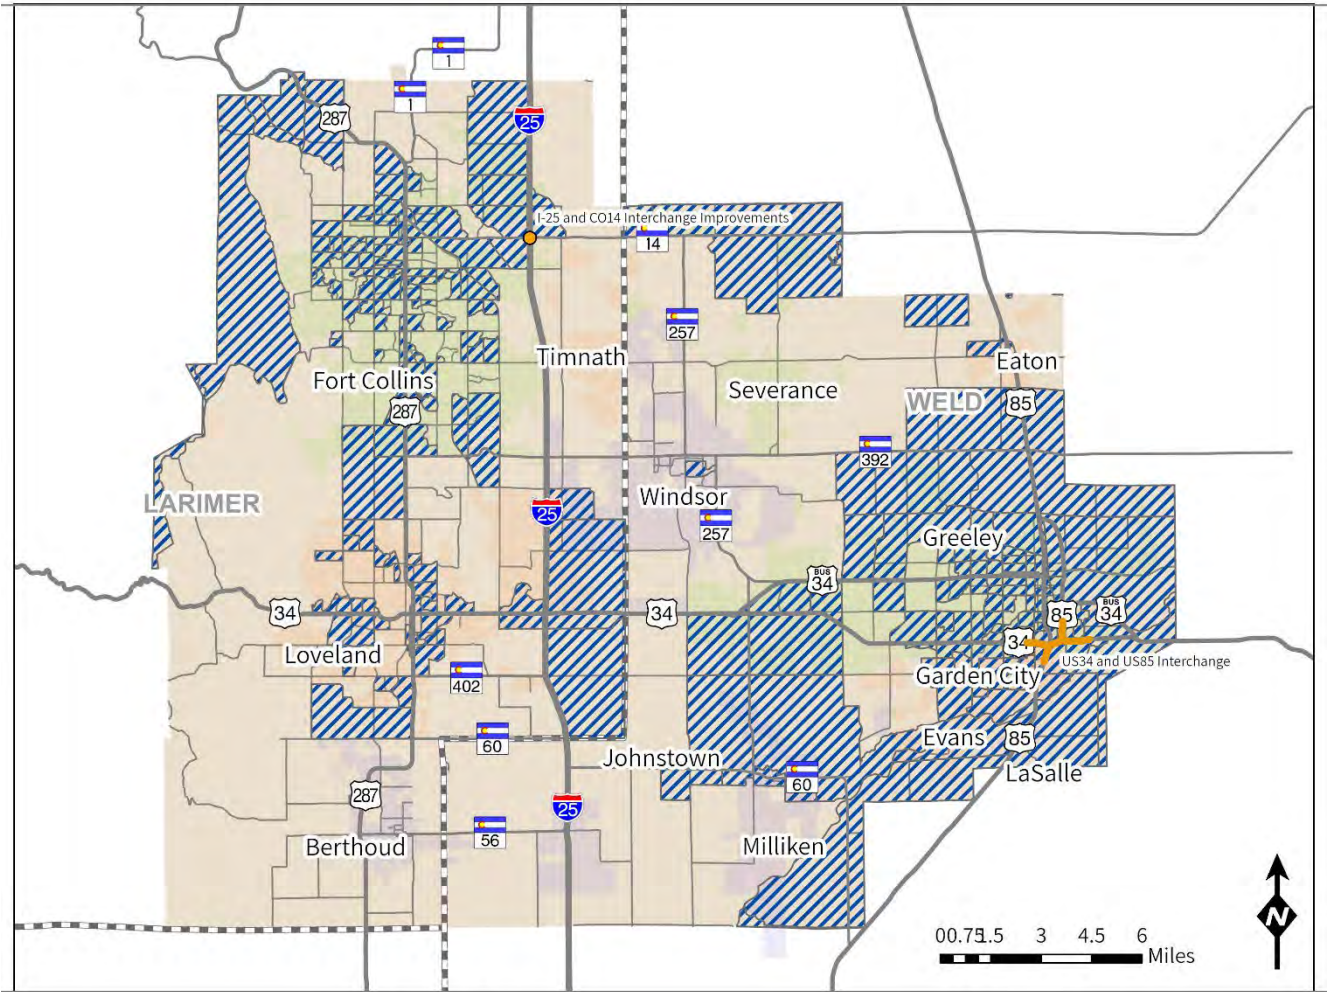 1
1
287
25
I-25 and CO14 Interchange Improvements
14
257
Timnath
Eaton
Fort Collins
Severance
287
WELD
85
392
LARIMER
Windsor
25
257
Greeley
BUS
34
34
34
85
BUS
34
34
Loveland
US34 and US85 Interchange
402
Garden City
60
Evans
85
Johnstown
LaSalle
60
287
25
56
Berthoud
Milliken
N
0 0.75 1.5 3 4.5 6
Miles